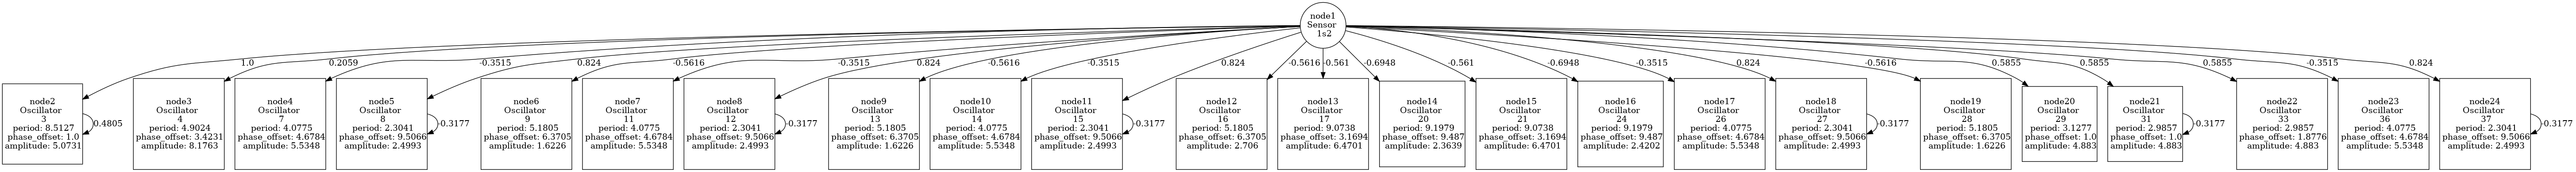 node1
Sensor
1s2
1.0
0.2059
-0.3515
0.824
-0.5616
-0.3515
0.824
-0.5616
-0.3515
0.824
-0.5616
-0.561
-0.6948
-0.561
-0.6948
-0.3515
0.824
-0.5616
0.5855
0.5855
0.5855
-0.3515
0.824
node2
Oscillator
3
period: 8.5127
phase_offset: 1.0
amplitude: 5.0731
0.4805
node3
Oscillator
4
period: 4.9024
phase_offset: 3.4231
amplitude: 8.1763
node4
Oscillator
7
period: 4.0775
phase_offset: 4.6784
amplitude: 5.5348
node5
Oscillator
8
period: 2.3041
phase_offset: 9.5066
amplitude: 2.4993
-0.3177
node6
Oscillator
9
period: 5.1805
phase_offset: 6.3705
amplitude: 1.6226
node7
Oscillator
11
period: 4.0775
phase_offset: 4.6784
amplitude: 5.5348
node8
Oscillator
12
period: 2.3041
phase_offset: 9.5066
amplitude: 2.4993
-0.3177
node9
Oscillator
13
period: 5.1805
phase_offset: 6.3705
amplitude: 1.6226
node10
Oscillator
14
period: 4.0775
phase_offset: 4.6784
amplitude: 5.5348
node11
Oscillator
15
period: 2.3041
phase_offset: 9.5066
amplitude: 2.4993
-0.3177
node12
Oscillator
16
period: 5.1805
phase_offset: 6.3705
amplitude: 2.706
node13
Oscillator
17
period: 9.0738
phase_offset: 3.1694
amplitude: 6.4701
node14
Oscillator
20
period: 9.1979
phase_offset: 9.487
amplitude: 2.3639
node15
Oscillator
21
period: 9.0738
phase_offset: 3.1694
amplitude: 6.4701
node16
Oscillator
24
period: 9.1979
phase_offset: 9.487
amplitude: 2.4202
node17
Oscillator
26
period: 4.0775
phase_offset: 4.6784
amplitude: 5.5348
node18
Oscillator
27
period: 2.3041
phase_offset: 9.5066
amplitude: 2.4993
-0.3177
node19
Oscillator
28
period: 5.1805
phase_offset: 6.3705
amplitude: 1.6226
node20
Oscillator
29
period: 3.1277
phase_offset: 1.0
amplitude: 4.883
node21
Oscillator
31
period: 2.9857
phase_offset: 1.0
amplitude: 4.883
-0.3177
node22
Oscillator
33
period: 2.9857
phase_offset: 1.8776
amplitude: 4.883
node23
Oscillator
36
period: 4.0775
phase_offset: 4.6784
amplitude: 5.5348
node24
Oscillator
37
period: 2.3041
phase_offset: 9.5066
amplitude: 2.4993
-0.3177